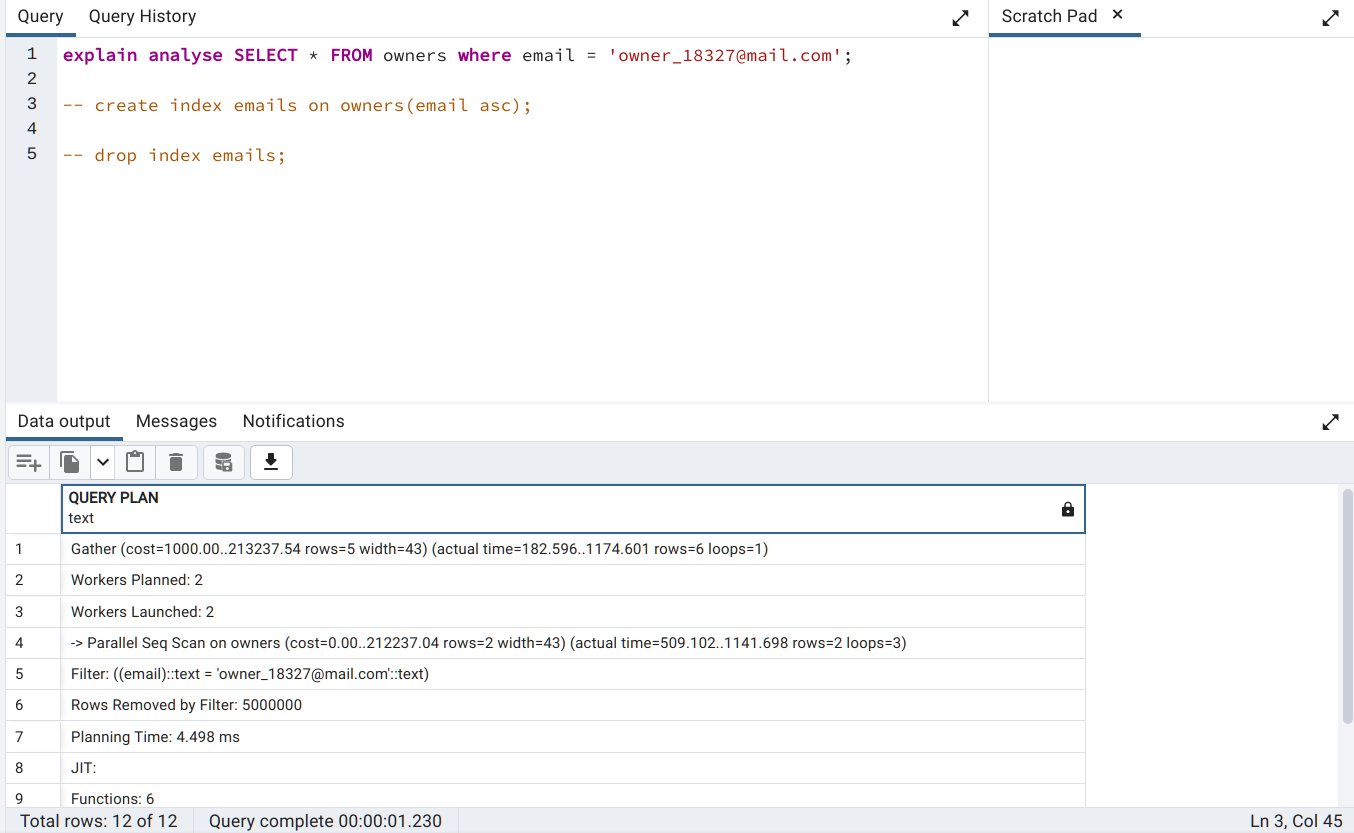 Query Query History Scratch Pad ×
1 explain analyse SELECT * FROM owners where email = 'owner_18327@mail.com';
2
3 -- create index emails on owners(email asc);
4
5 -- drop index emails;
Data output Messages Notifications
QUERY PLAN
text
1 Gather (cost=1000.00..213237.54 rows=5 width=43) (actual time=182.596..1174.601 rows=6 loops=1)
2 Workers Planned: 2
3 Workers Launched: 2
4 -> Parallel Seq Scan on owners (cost=0.00..212237.04 rows=2 width=43) (actual time=509.102..1141.698 rows=2 loops=3)
5 Filter: ((email)::text = 'owner_18327@mail.com'::text)
6 Rows Removed by Filter: 5000000
7 Planning Time: 4.498 ms
8 JIT:
9 Functions: 6
Total rows: 12 of 12 Query complete 00:00:01.230 Ln 3, Col 45